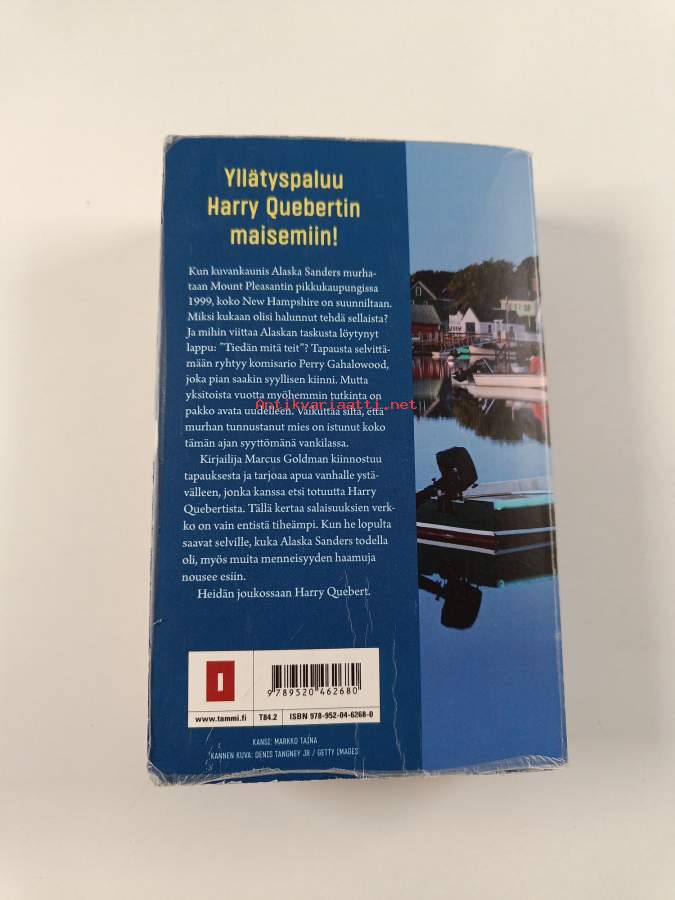 Yllätyspaluu
Harry Quebertin
maisemiin!
Kun kuvankaunis Alaska Sanders murha-
taan Mount Pleasantin pikkukaupungissa
1999, koko New Hampshire on suunniltaan.
Miksi kukaan olisi halunnut tehdä sellaista?
Ja mihin viittaa Alaskan taskusta löytynyt
lappu: ”Tiedän mitä teit”? Tapausta selvittä-
mään ryhtyy komisario Perry Gahalowood,
joka pian saakin syyllisen kiinni. Mutta
yksitoista vuotta myöhemmin tutkinta on
pakko avata uudelleen. Vaikuttaa siltä, että
murhan tunnustanut mies on istunut koko
tämän ajan syyttömänä vankilassa.
Kirjailija Marcus Goldman kiinnostuu
tapauksesta ja tarjoaa apua vanhalle ystä-
välleen, jonka kanssa etsi totuutta Harry
Quebertista. Tällä kertaa salaisuuksien verk-
ko on vain entistä tiheämpi. Kun he lopulta
saavat selville, kuka Alaska Sanders todella
oli, myös muita menneisyyden haamuja
nousee esiin.
Heidän joukossaan Harry Quebert.
Antikvariaatti.net
9 789520 462680
www.tammi.fi T84.2 ISBN 978-952-04-6268-0
KANSI: MARKKO TAINA
KANNEN KUVA: DENIS TANGNEY JR / GETTY IMAGES